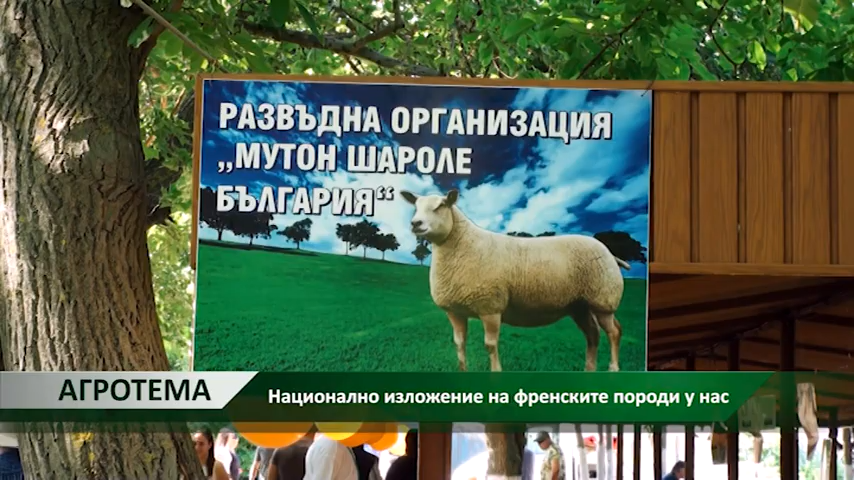 РАЗВЪДНА ОРГАНИЗАЦИЯ
„МУТОН ШАРОЛЕ
БЪЛГАРИЯ“
АГРОТЕМА
Национално изложение на френските породи у нас